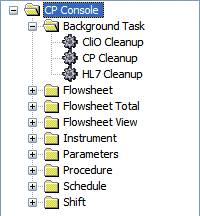 CP Console
Background Task
CliO Cleanup
CP Cleanup
HL7 Cleanup
Flowsheet
Flowsheet Total
Flowsheet View
Instrument
Parameters
Procedure
Schedule
Shift